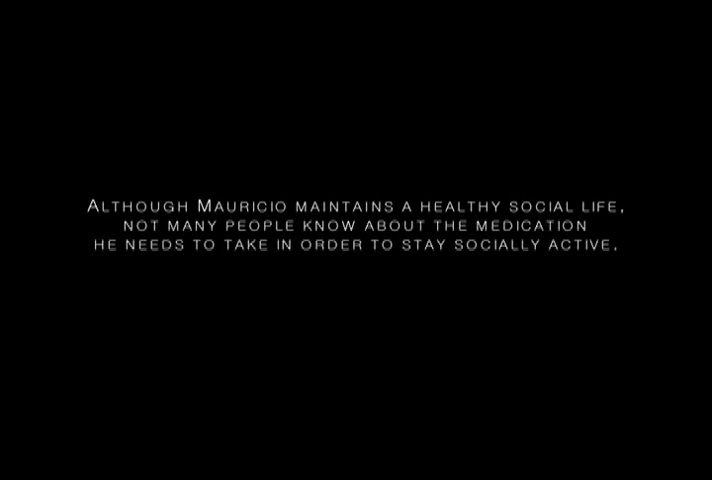 Although Mauricio maintains a healthy social life,
not many people know about the medication
he needs to take in order to stay socially active.